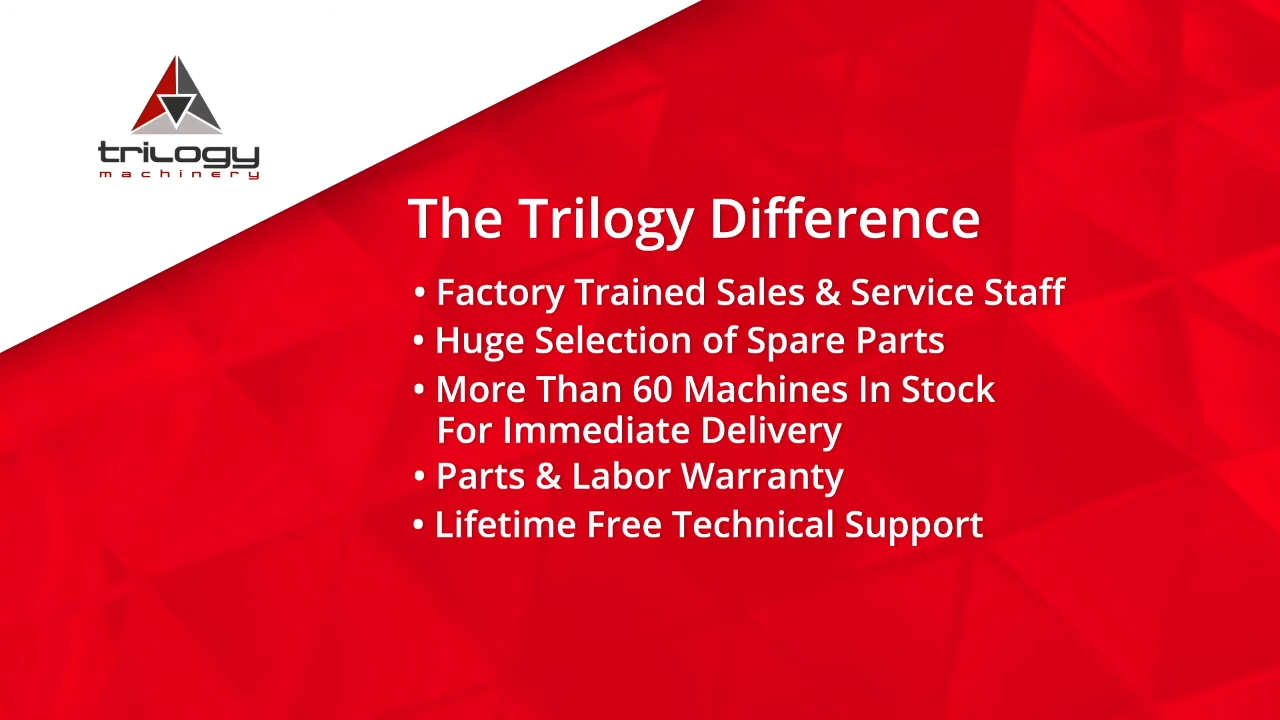 trilogy
machinery
The Trilogy Difference
• Factory Trained Sales & Service Staff
• Huge Selection of Spare Parts
• More Than 60 Machines In Stock
For Immediate Delivery
• Parts & Labor Warranty
• Lifetime Free Technical Support